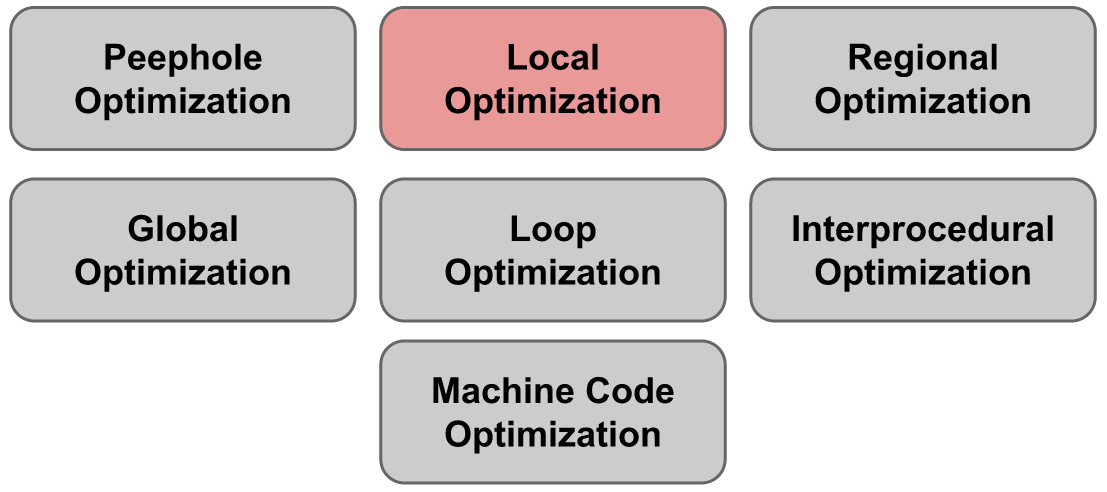 Peephole
Optimization
Local
Optimization
Regional
Optimization
Global
Optimization
Loop
Optimization
Interprocedural
Optimization
Machine Code
Optimization